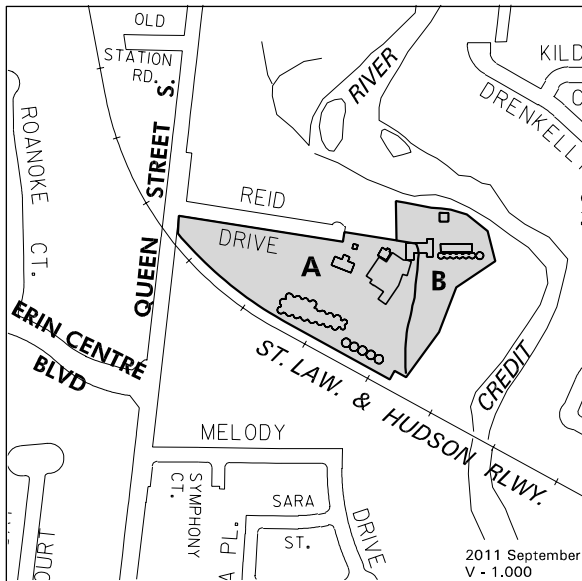 OLD
STATION
RD.
RIVER
KILD
DRENKELLY
ROANOKE CT.
QUEEN STREET S.
REID
DRIVE
A
B
ERIN CENTRE
BLVD
ST. LAW. & HUDSON RLWY.
CREDIT
MELODY
DRIVE
SYMPHONY
CT.
SARA
ST.
A PL.
COURT
2011 September
V - 1.000